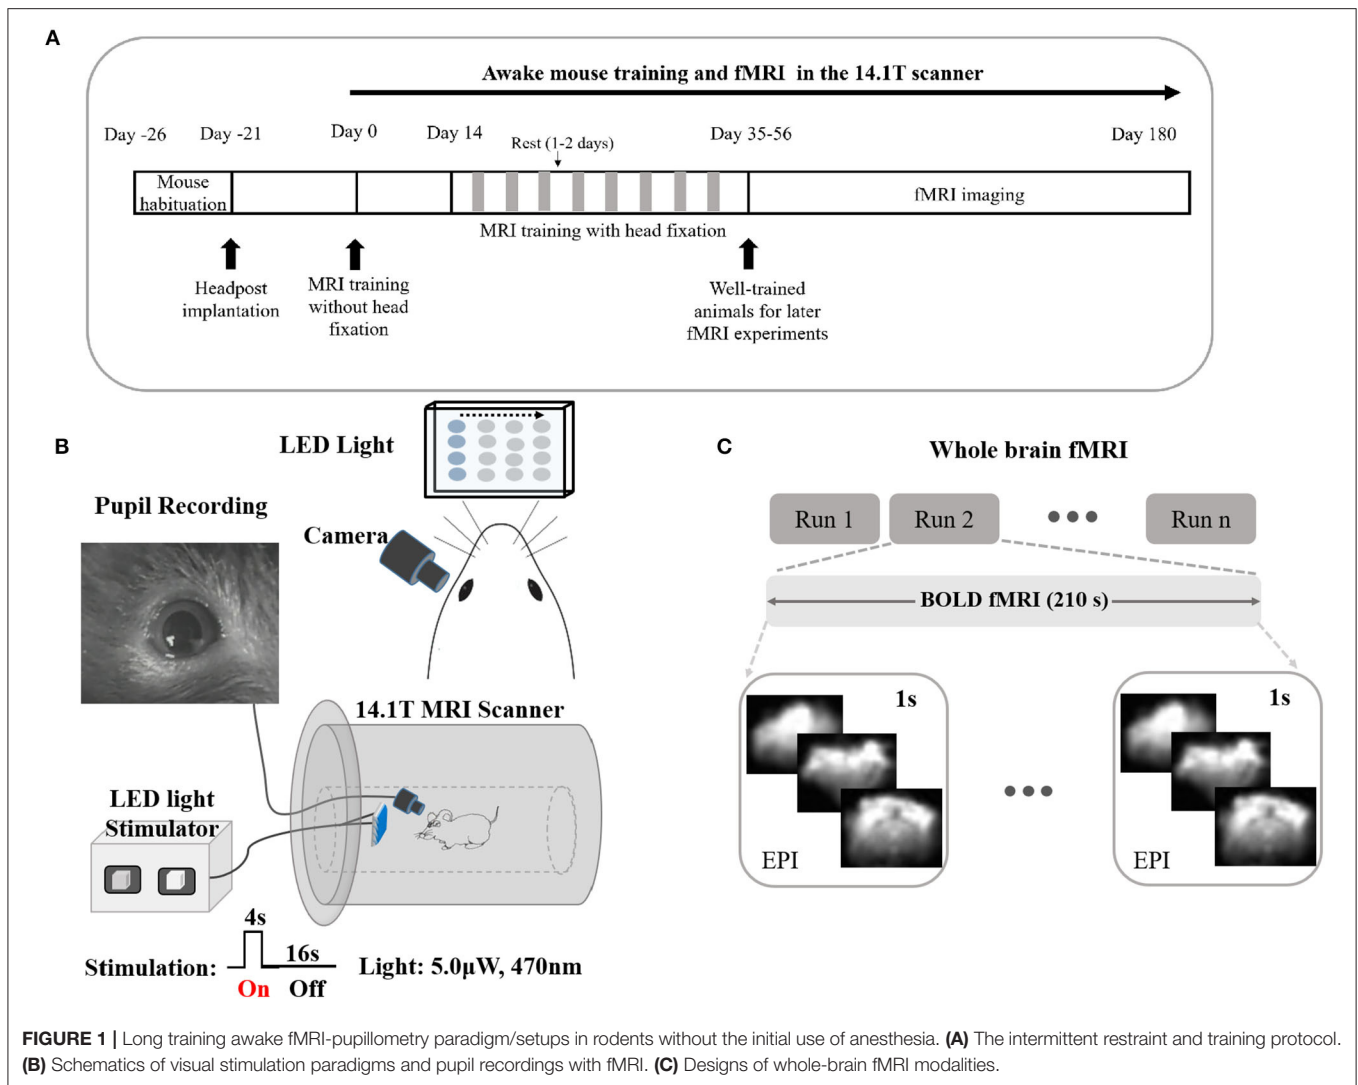 A
Awake mouse training and fMRI in the 14.1T scanner
Day -26
Day -21
Day 0
Day 14
Rest (1-2 days)
Day 35-56
Day 180
Mouse
habituation
fMRI imaging
MRI training with head fixation
Headpost
implantation
MRI training
without head
fixation
Well-trained
animals for later
fMRI experiments
B
LED Light
Pupil Recording
Camera
14.1T MRI Scanner
LED light
Stimulator
4s
16s
Stimulation:
On
Off
Light: 5.0μW, 470nm
C
Whole brain fMRI
Run 1
Run 2
Run n
BOLD fMRI (210 s)
1s
EPI
1s
EPI
FIGURE 1 | Long training awake fMRI-pupillometry paradigm/setups in rodents without the initial use of anesthesia. (A) The intermittent restraint and training protocol.
(B) Schematics of visual stimulation paradigms and pupil recordings with fMRI. (C) Designs of whole-brain fMRI modalities.